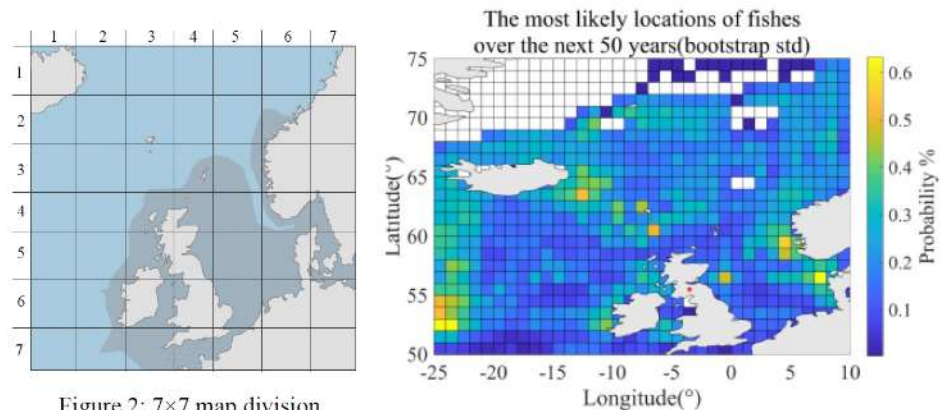 1 2 3 4 5 6 7
1
2
3
4
5
6
7
Figure 2: 7×7 map division
The most likely locations of fishes
over the next 50 years(bootstrap std)
75
70
65
60
55
50
Latitude(°)
-25 -20 -15 -10 -5 0 5 10
Longitude(°)
0.6
0.5
0.4
0.3
0.2
0.1
Probability %